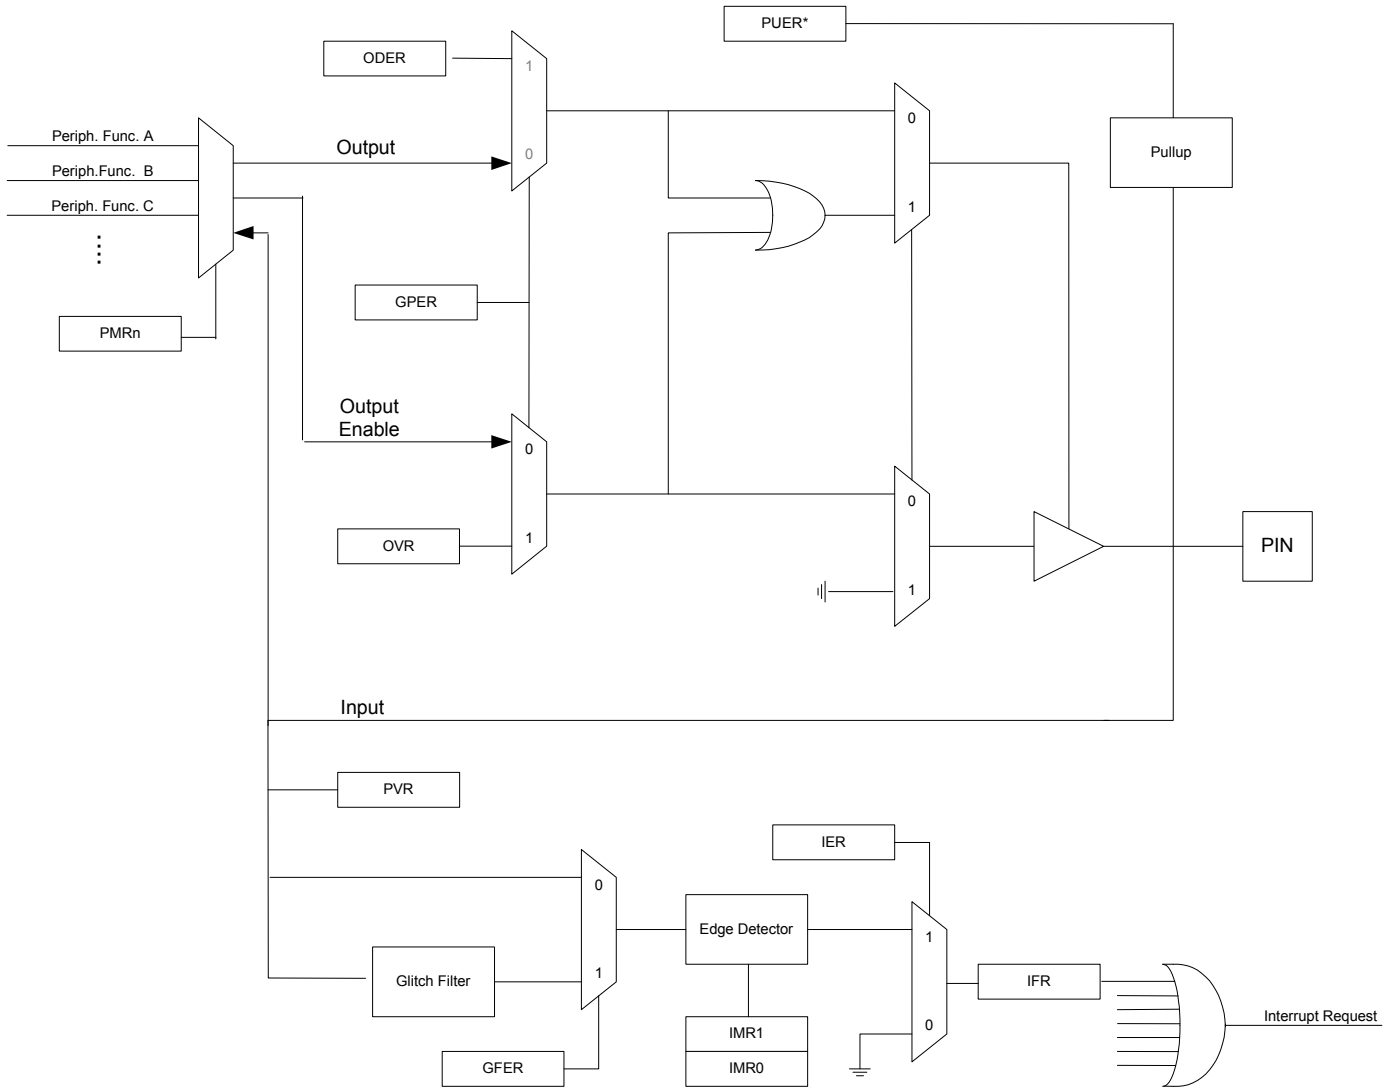 PUER*
ODER
1
Periph. Func. A
Output
0
0
Pullup
Periph.Func. B
Periph. Func. C
1
GPER
PMRn
Output
Enable
0
0
OVR
1
PIN
1
Input
PVR
IER
0
Edge Detector
1
1
Glitch Filter
IFR
Interrupt Request
0
IMR1
GFER
IMR0